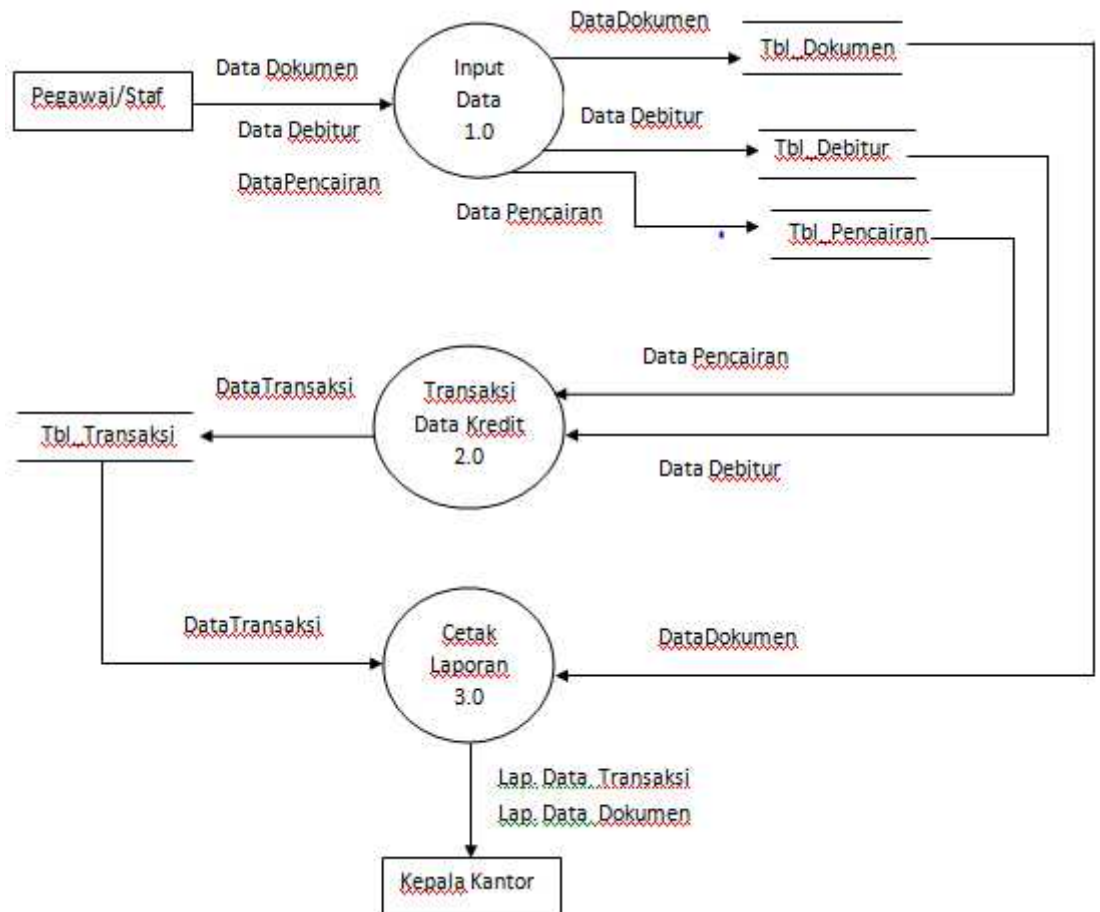 DataDokumen
Tbl_Dokumen
Data Dokumen
Input
Data
1.0
Pegawai/Staf
Data Debitur
Data Debitur
Tbl_Debitur
DataPencairan
Data Pencairan
Tbl_Pencairan
Data Pencairan
DataTransaksi
Transaksi
Data Kredit
2.0
Tbl_Transaksi
Data Debitur
DataTransaksi
Cetak
Laporan
3.0
DataDokumen
Lap. Data Transaksi
Lap. Data Dokumen
Kepala Kantor